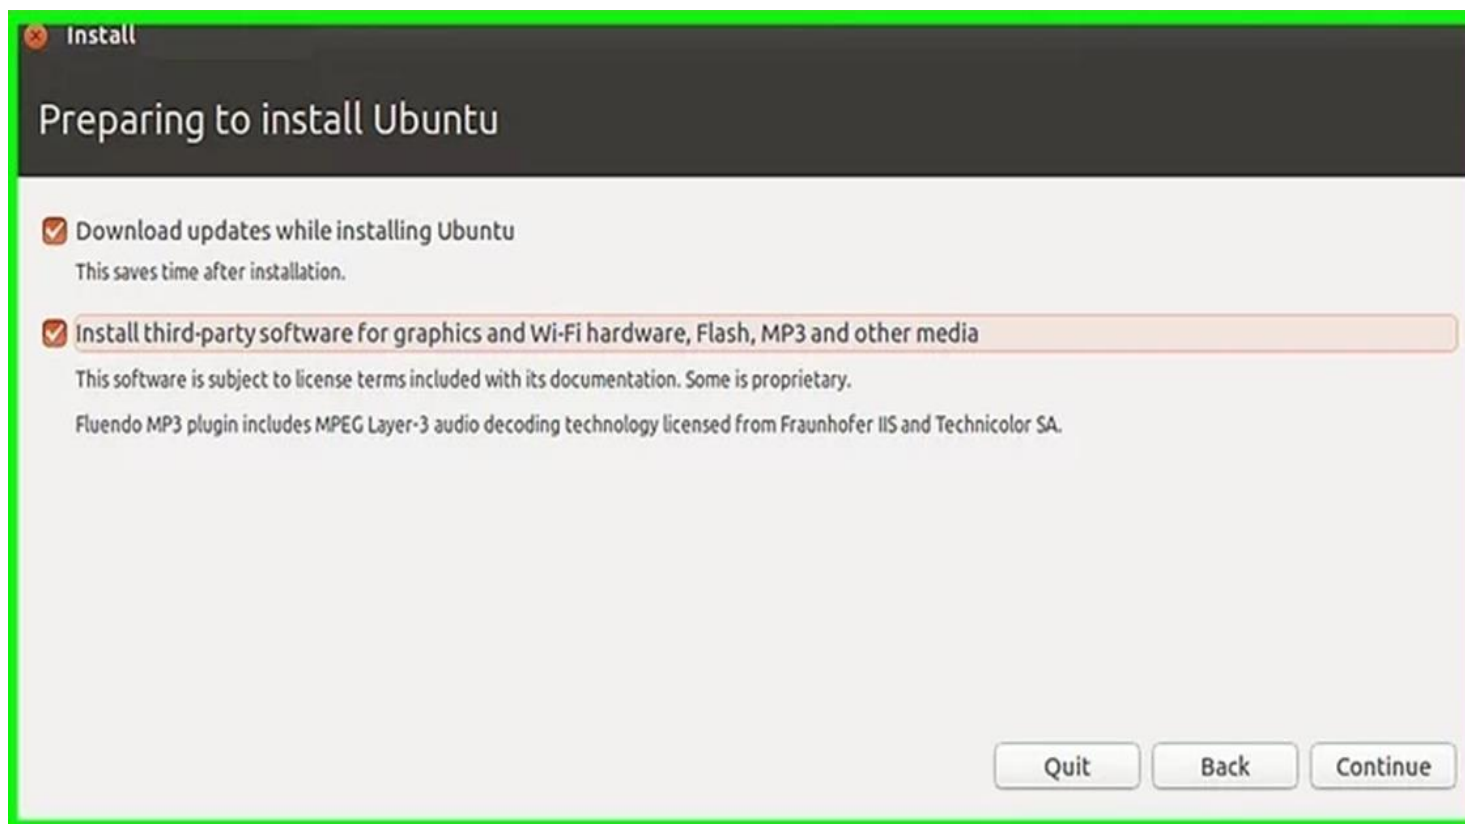 Install
Preparing to install Ubuntu
Download updates while installing Ubuntu
This saves time after installation.
Install third-party software for graphics and Wi-Fi hardware, Flash, MP3 and other media
This software is subject to license terms included with its documentation. Some is proprietary.
Fluendo MP3 plugin includes MPEG Layer-3 audio decoding technology licensed from Fraunhofer IIS and Technicolor SA.
Quit Back Continue